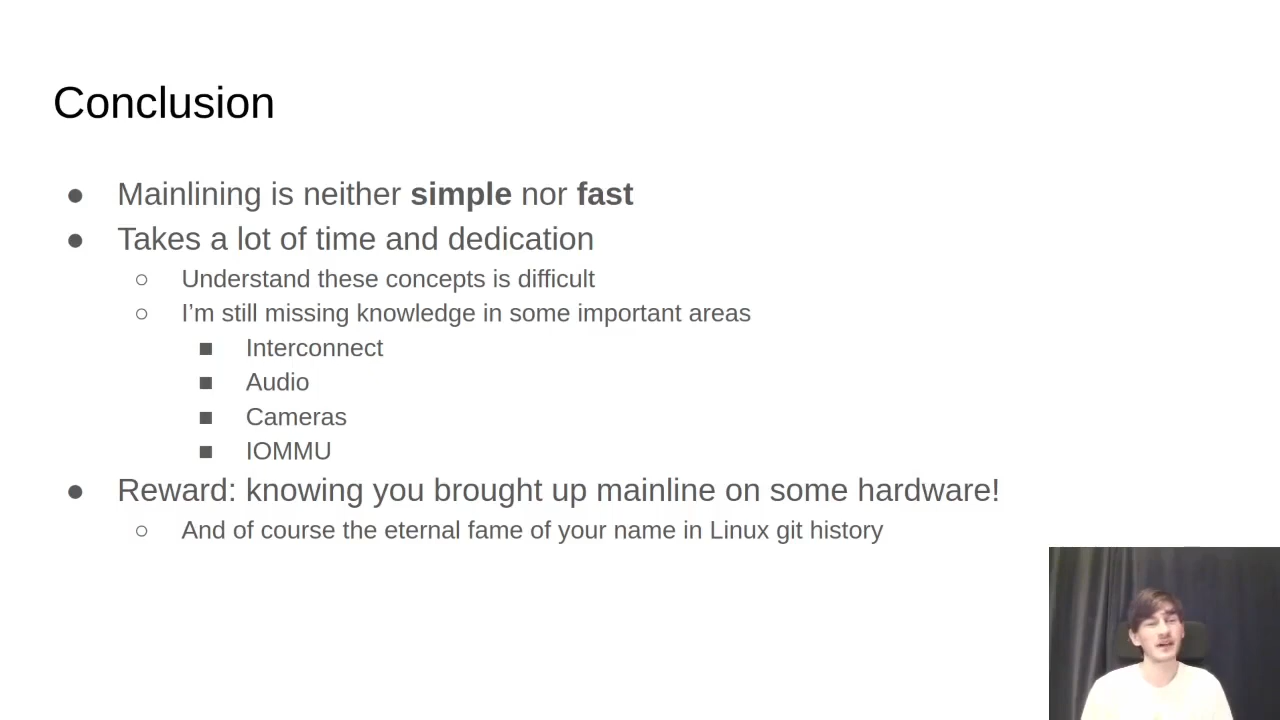 Conclusion
● Mainlining is neither simple nor fast
● Takes a lot of time and dedication
○ Understand these concepts is difficult
○ I’m still missing knowledge in some important areas
■ Interconnect
■ Audio
■ Cameras
■ IOMMU
● Reward: knowing you brought up mainline on some hardware!
○ And of course the eternal fame of your name in Linux git history